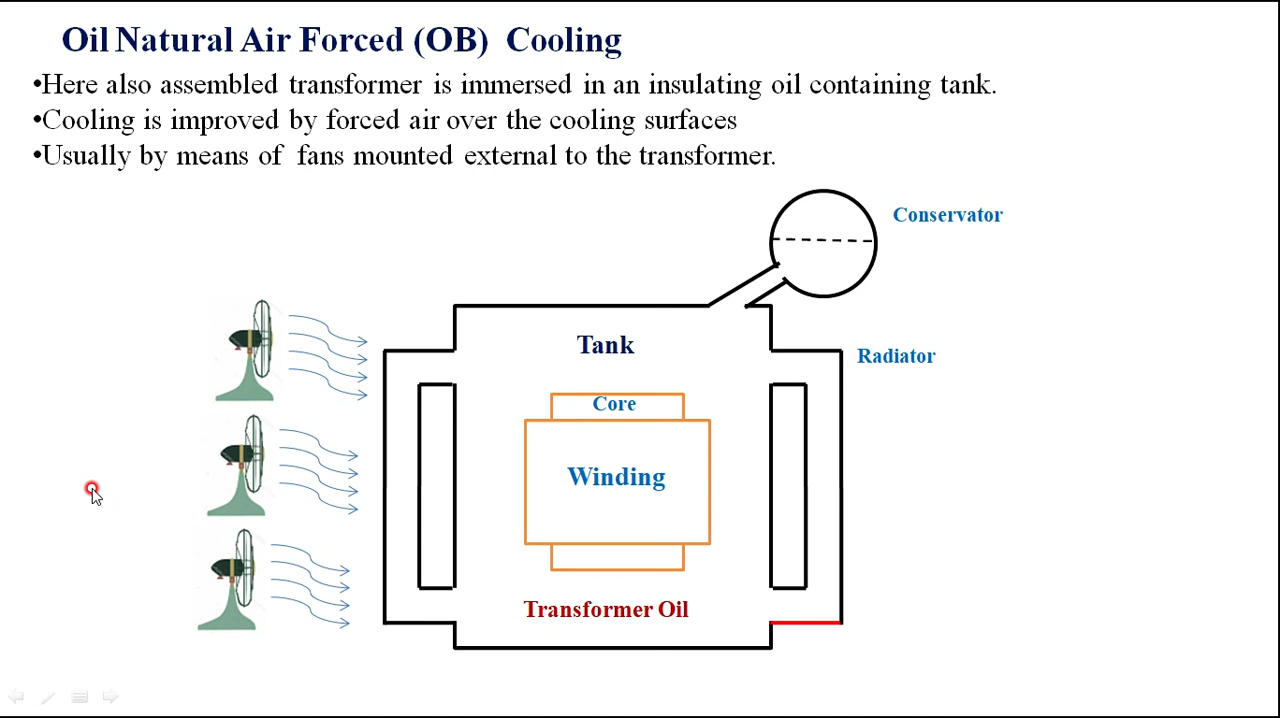 Oil Natural Air Forced (OB) Cooling
•Here also assembled transformer is immersed in an insulating oil containing tank.
•Cooling is improved by forced air over the cooling surfaces
•Usually by means of fans mounted external to the transformer.
Conservator
Tank
Radiator
Core
Winding
Transformer Oil